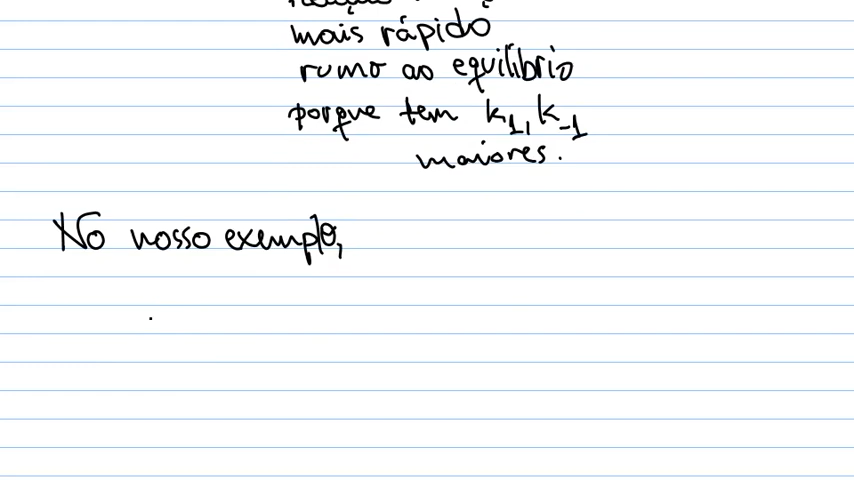 mais rápido
rumo ao equilíbrio
porque tem k₁, k₋₁
maiores.
No nosso exemplo,